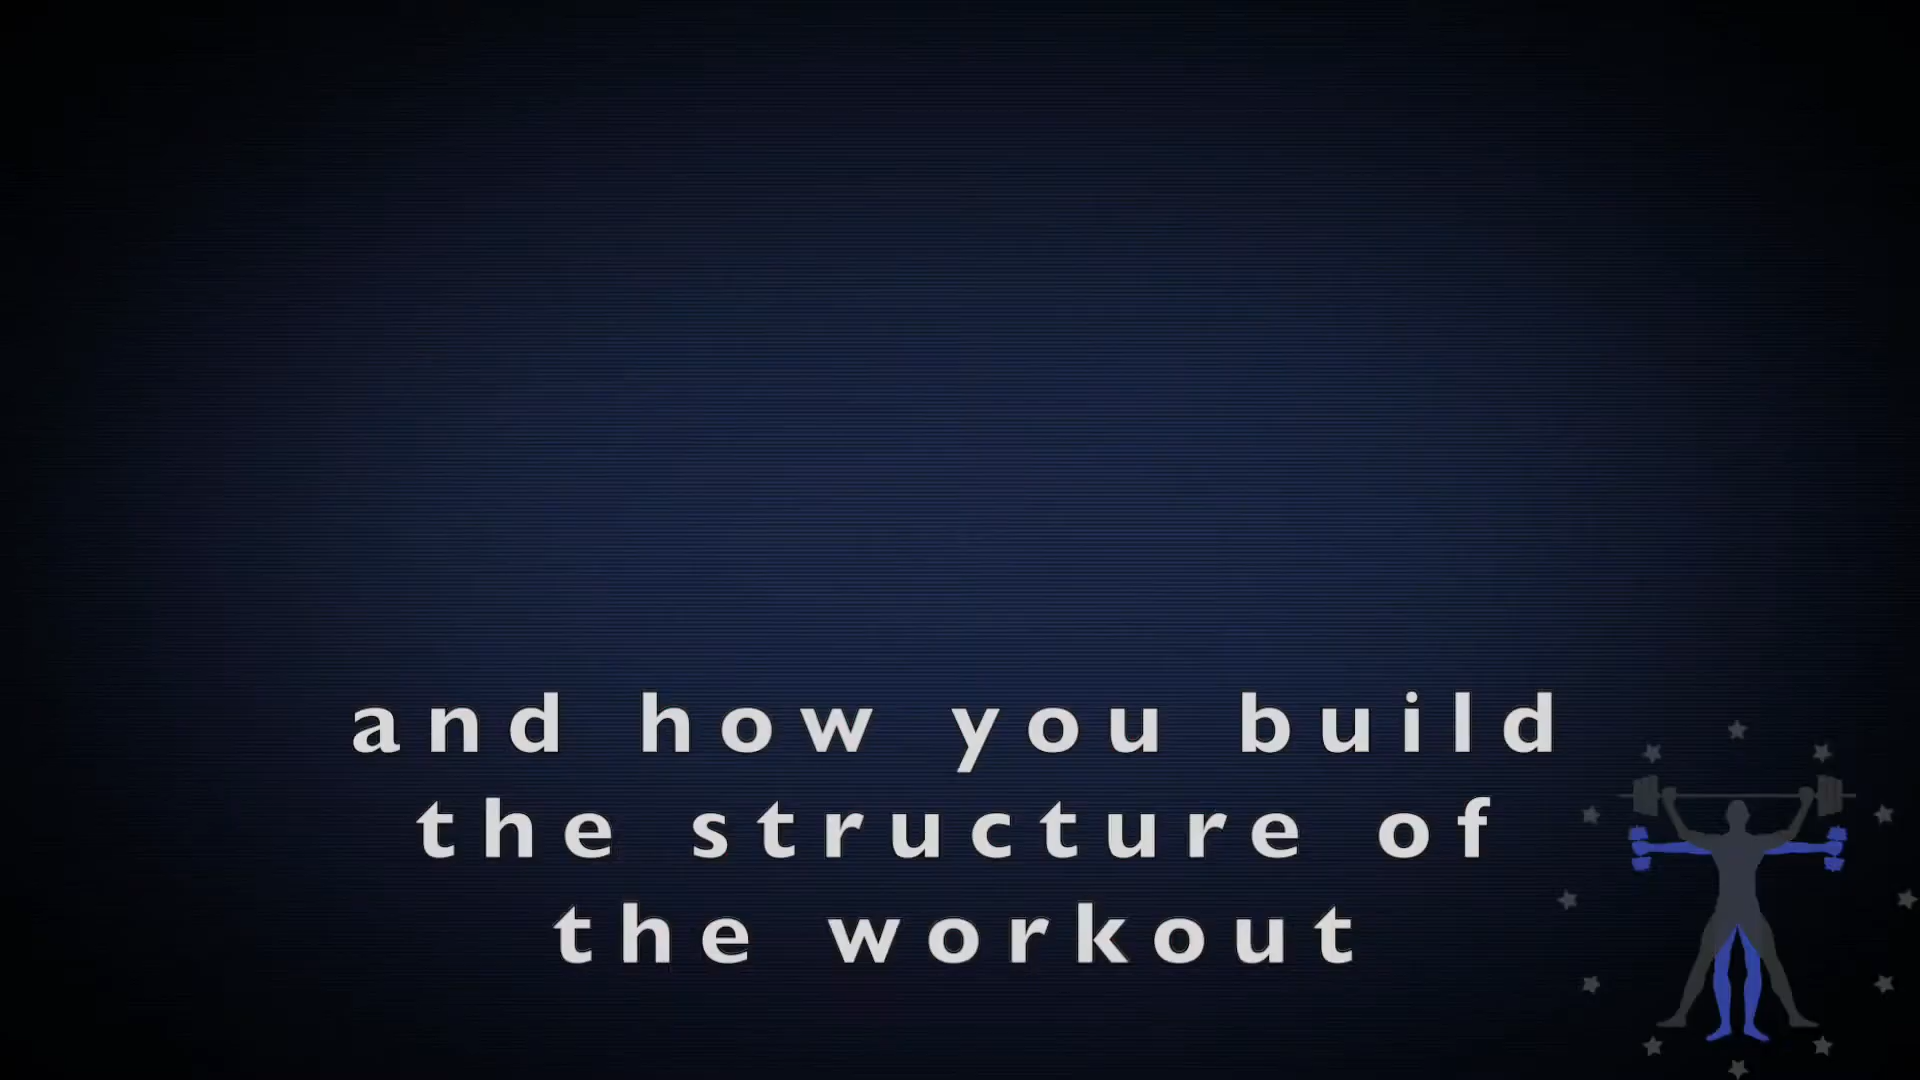 and how you build
the structure of
the workout